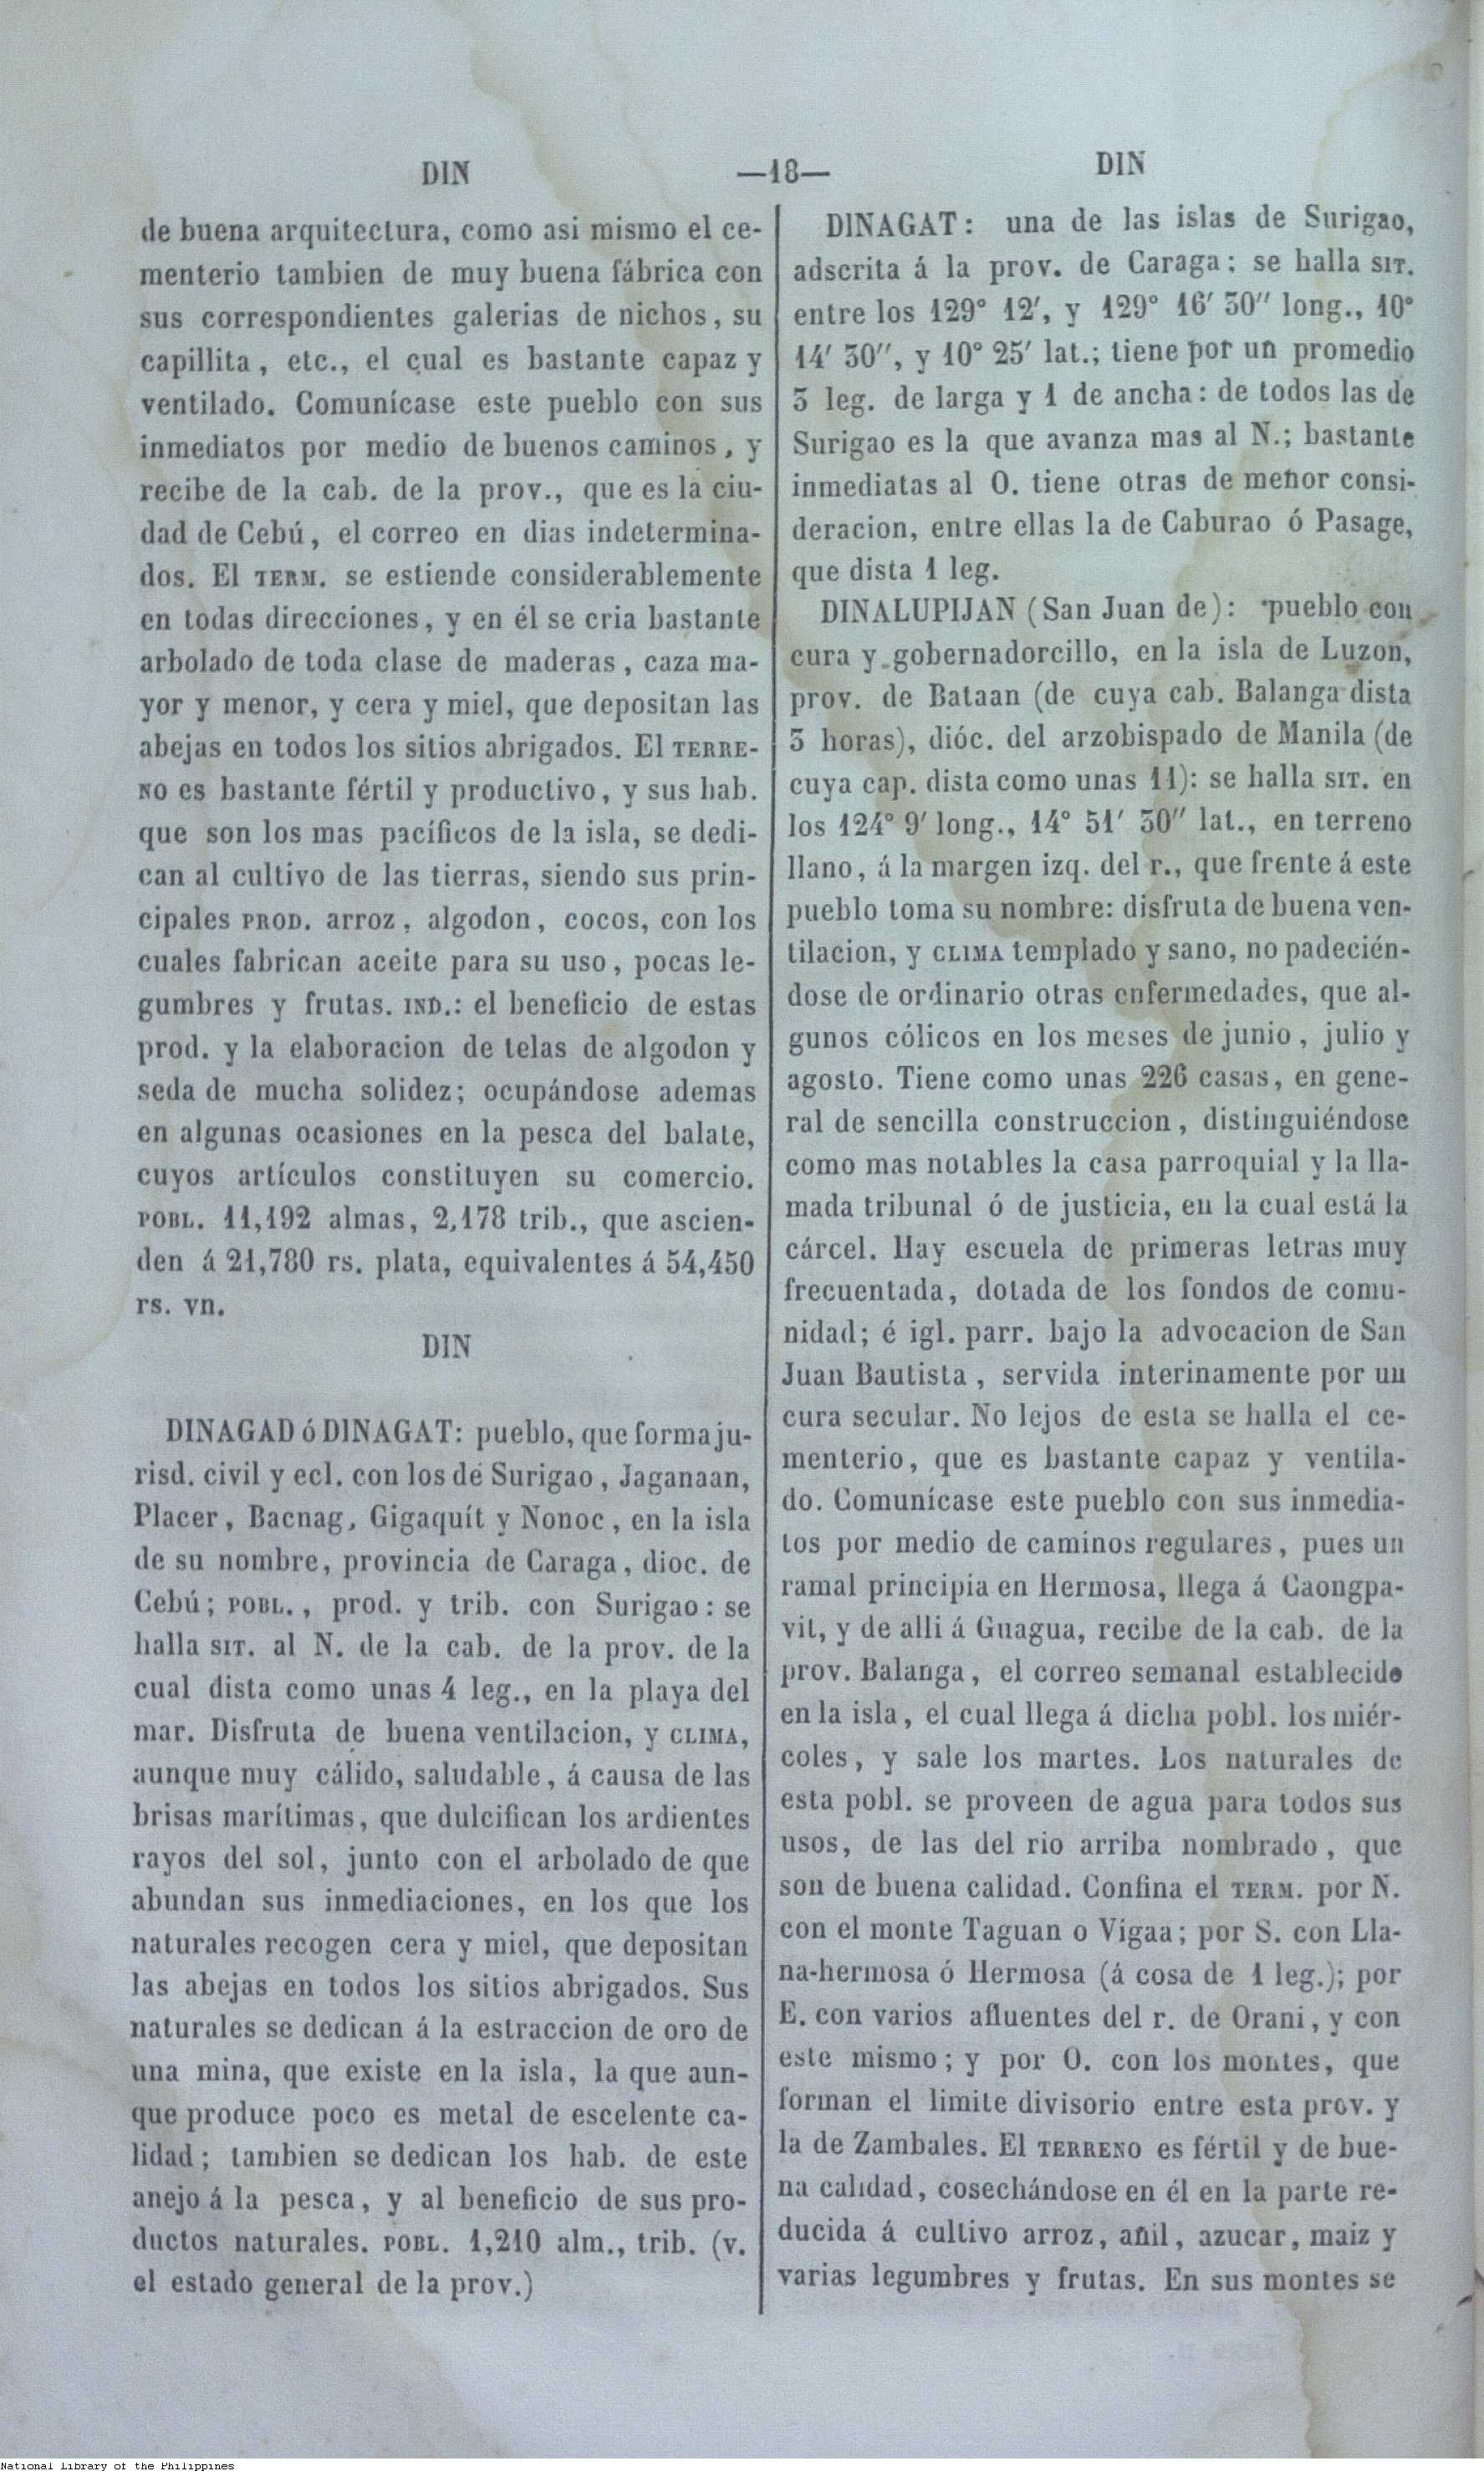 DIN
—18—
DIN
de buena arquitectura, como asi mismo el ce-
menterio tambien de muy buena fábrica con
sus correspondientes galerias de nichos, su
capillita, etc., el cual es bastante capaz y
ventilado. Comunícase este pueblo con sus
inmediatos por medio de buenos caminos, y
recibe de la cab. de la prov., que es la ciu-
dad de Cebú, el correo en dias indetermina-
dos. El TERM. se estiende considerablemente
en todas direcciones, y en él se cria bastante
arbolado de toda clase de maderas, caza ma-
yor y menor, y cera y miel, que depositan las
abejas en todos los sitios abrigados. El TERRE-
NO es bastante fértil y productivo, y sus hab.
que son los mas pacíficos de la isla, se dedi-
can al cultivo de las tierras, siendo sus prin-
cipales PROD. arroz, algodon, cocos, con los
cuales fabrican aceite para su uso, pocas le-
gumbres y frutas. IND.: el beneficio de estas
prod. y la elaboracion de telas de algodon y
seda de mucha solidez; ocupándose ademas
en algunas ocasiones en la pesca del balate,
cuyos artículos constituyen su comercio.
POBL. 11,192 almas, 2,178 trib., que ascien-
den á 21,780 rs. plata, equivalentes á 54,450
rs. vn.
DIN
DINAGAD ó DINAGAT: pueblo, que forma ju-
risd. civil y ecl. con los de Surigao, Jaganaan,
Placer, Bacnag, Gigaquít y Nonoc, en la isla
de su nombre, provincia de Caraga, dioc. de
Cebú; POBL., prod. y trib. con Surigao: se
halla SIT. al N. de la cab. de la prov. de la
cual dista como unas 4 leg., en la playa del
mar. Disfruta de buena ventilacion, y CLIMA,
aunque muy cálido, saludable, á causa de las
brisas marítimas, que dulcifican los ardientes
rayos del sol, junto con el arbolado de que
abundan sus inmediaciones, en los que los
naturales recogen cera y miel, que depositan
las abejas en todos los sitios abrigados. Sus
naturales se dedican á la estraccion de oro de
una mina, que existe en la isla, la que aun-
que produce poco es metal de escelente ca-
lidad; tambien se dedican los hab. de este
anejo á la pesca, y al beneficio de sus pro-
ductos naturales. POBL. 1,210 alm., trib. (v.
el estado general de la prov.)
DINAGAT: una de las islas de Surigao,
adscrita á la prov. de Caraga: se halla SIT.
entre los 129° 12′, y 129° 16′ 30″ long., 10°
14′ 30″, y 10° 25′ lat.; tiene por un promedio
3 leg. de larga y 1 de ancha: de todos las de
Surigao es la que avanza mas al N.; bastante
inmediatas al O. tiene otras de menor consi-
deracion, entre ellas la de Caburao ó Pasage,
que dista 1 leg.
DINALUPIJAN (San Juan de): pueblo con
cura y gobernadorcillo, en la isla de Luzon,
prov. de Bataan (de cuya cab. Balanga dista
3 horas), dióc. del arzobispado de Manila (de
cuya cap. dista como unas 11): se halla SIT. en
los 124° 9′ long., 14° 51′ 30″ lat., en terreno
llano, á la margen izq. del r., que frente á este
pueblo toma su nombre: disfruta de buena ven-
tilacion, y CLIMA templado y sano, no padecién-
dose de ordinario otras enfermedades, que al-
gunos cólicos en los meses de junio, julio y
agosto. Tiene como unas 226 casas, en gene-
ral de sencilla construccion, distinguiéndose
como mas notables la casa parroquial y la lla-
mada tribunal ó de justicia, en la cual está la
cárcel. Hay escuela de primeras letras muy
frecuentada, dotada de los fondos de comu-
nidad; é igl. parr. bajo la advocacion de San
Juan Bautista, servida interinamente por un
cura secular. No lejos de esta se halla el ce-
menterio, que es bastante capaz y ventila-
do. Comunícase este pueblo con sus inmedia-
tos por medio de caminos regulares, pues un
ramal principia en Hermosa, llega á Caongpa-
vit, y de alli á Guagua, recibe de la cab. de la
prov. Balanga, el correo semanal establecido
en la isla, el cual llega á dicha pobl. los miér-
coles, y sale los martes. Los naturales de
esta pobl. se proveen de agua para todos sus
usos, de las del rio arriba nombrado, que
son de buena calidad. Confina el TERM. por N.
con el monte Taguan o Vigaa; por S. con Lla-
na-hermosa ó Hermosa (á cosa de 1 leg.); por
E. con varios afluentes del r. de Orani, y con
este mismo; y por O. con los montes, que
forman el limite divisorio entre esta prov. y
la de Zambales. El TERRENO es fértil y de bue-
na calidad, cosechándose en él en la parte re-
ducida á cultivo arroz, añil, azucar, maiz y
varias legumbres y frutas. En sus montes se
National Library of the Philippines